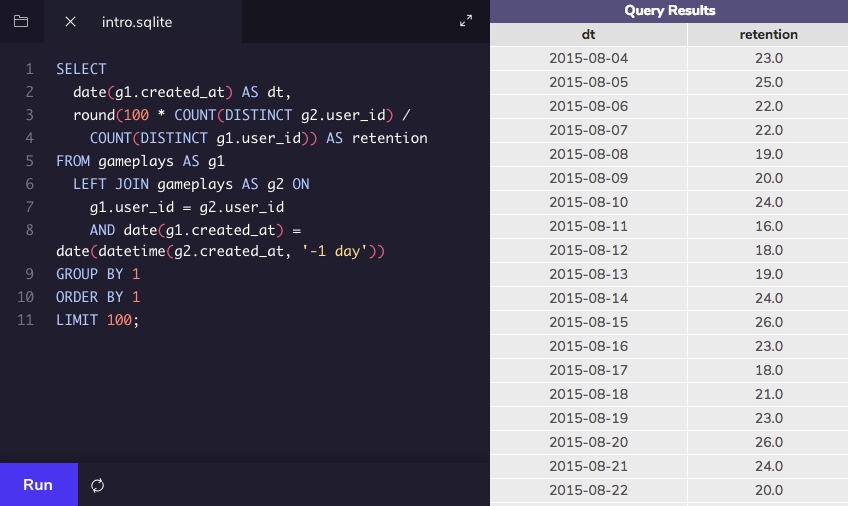 intro.sqlite
1 SELECT
2 date(g1.created_at) AS dt,
3 round(100 * COUNT(DISTINCT g2.user_id) /
4 COUNT(DISTINCT g1.user_id)) AS retention
5 FROM gameplays AS g1
6 LEFT JOIN gameplays AS g2 ON
7 g1.user_id = g2.user_id
8 AND date(g1.created_at) =
date(datetime(g2.created_at, '-1 day'))
9 GROUP BY 1
10 ORDER BY 1
11 LIMIT 100;
Run
Query Results
dt retention
2015-08-04 23.0
2015-08-05 25.0
2015-08-06 22.0
2015-08-07 22.0
2015-08-08 19.0
2015-08-09 20.0
2015-08-10 24.0
2015-08-11 16.0
2015-08-12 18.0
2015-08-13 19.0
2015-08-14 24.0
2015-08-15 26.0
2015-08-16 23.0
2015-08-17 18.0
2015-08-18 21.0
2015-08-19 23.0
2015-08-20 26.0
2015-08-21 24.0
2015-08-22 20.0